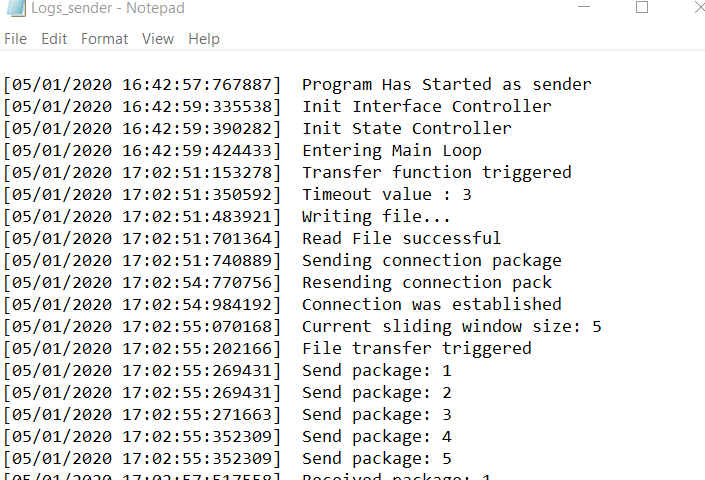 Logs_sender - Notepad
File Edit Format View Help
[05/01/2020 16:42:57:767887] Program Has Started as sender
[05/01/2020 16:42:59:335538] Init Interface Controller
[05/01/2020 16:42:59:390282] Init State Controller
[05/01/2020 16:42:59:424433] Entering Main Loop
[05/01/2020 17:02:51:153278] Transfer function triggered
[05/01/2020 17:02:51:350592] Timeout value : 3
[05/01/2020 17:02:51:483921] Writing file...
[05/01/2020 17:02:51:701364] Read File successful
[05/01/2020 17:02:51:740889] Sending connection package
[05/01/2020 17:02:54:770756] Resending connection pack
[05/01/2020 17:02:54:984192] Connection was established
[05/01/2020 17:02:55:070168] Current sliding window size: 5
[05/01/2020 17:02:55:202166] File transfer triggered
[05/01/2020 17:02:55:269431] Send package: 1
[05/01/2020 17:02:55:269431] Send package: 2
[05/01/2020 17:02:55:271663] Send package: 3
[05/01/2020 17:02:55:352309] Send package: 4
[05/01/2020 17:02:55:352309] Send package: 5
[05/01/2020 17:02:57:517558] Received package: 1